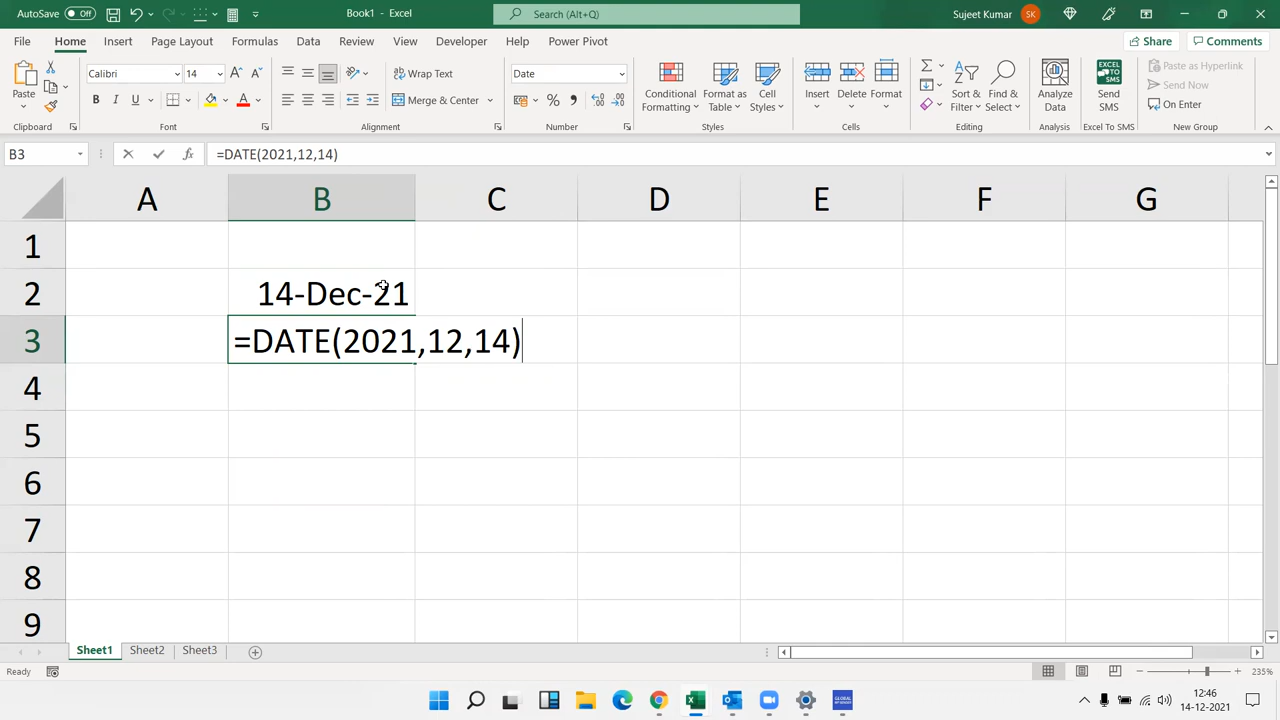 AutoSave Off
Book1 - Excel
Search (Alt+Q)
Sujeet Kumar SK
File Home Insert Page Layout Formulas Data Review View Developer Help Power Pivot
Share Comments
Paste
Clipboard
Calibri 14
B I U
Font
Wrap Text
Merge & Center
Alignment
Date
%
Number
Conditional Formatting
Format as Table
Cell Styles
Styles
Insert Delete Format
Cells
Sort & Filter
Find & Select
Editing
Analyze Data
Analysis
EXCEL TO SMS
Send SMS
Excel To SMS
Paste as Hyperlink
Send Now
On Enter
New Group
B3
fx
=DATE(2021,12,14)
A B C D E F G
1
2 14-Dec-21
3 =DATE(2021,12,14)
4
5
6
7
8
9
Sheet1 Sheet2 Sheet3
Ready
235%
12:46
14-12-2021